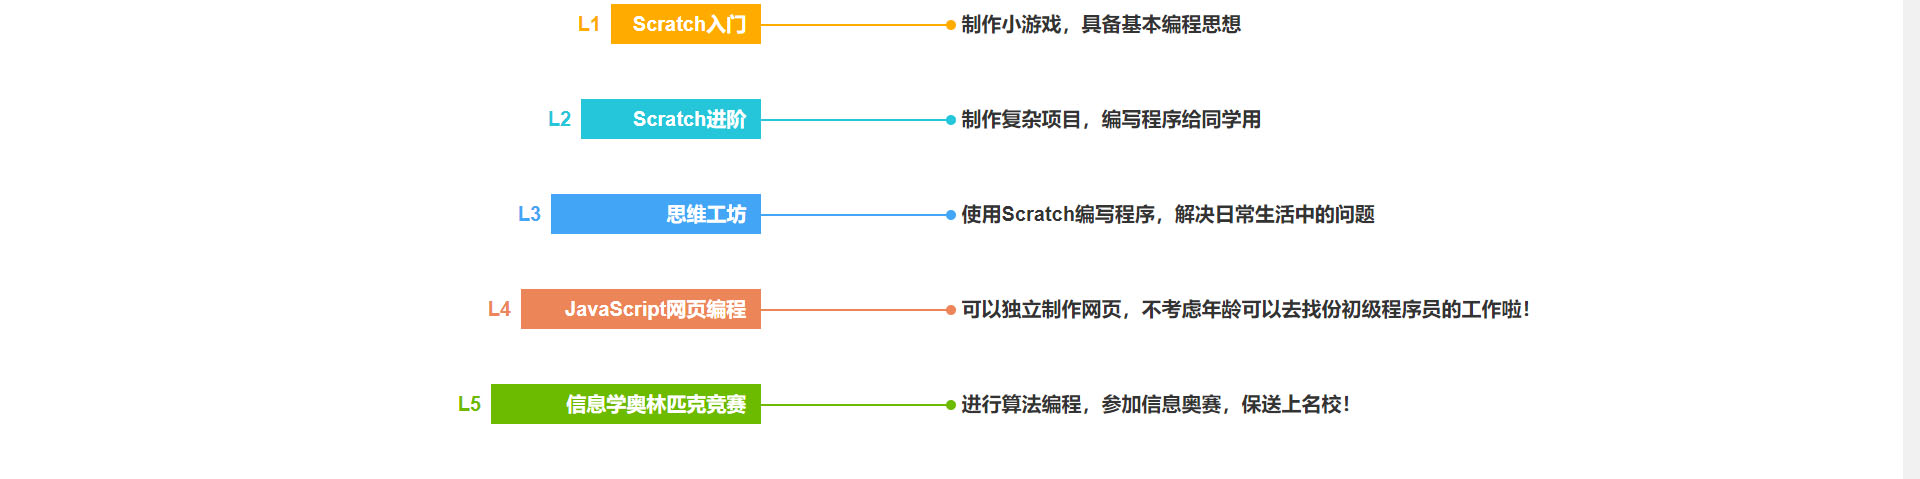 L1 Scratch入门 制作小游戏，具备基本编程思想
L2 Scratch进阶 制作复杂项目，编写程序给同学用
L3 思维工坊 使用Scratch编写程序，解决日常生活中的问题
L4 JavaScript网页编程 可以独立制作网页，不考虑年龄可以去找份初级程序员的工作啦！
L5 信息学奥林匹克竞赛 进行算法编程，参加信息奥赛，保送上名校！